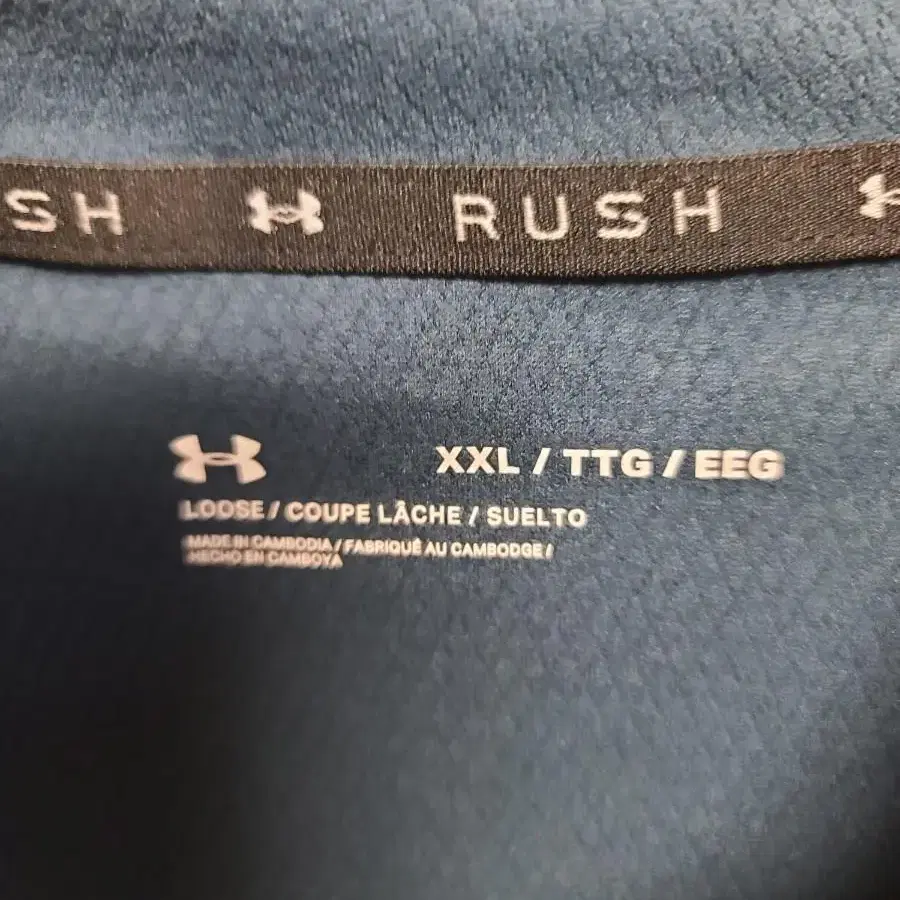 SH RUSH
XXL / TTG / EEG
LOOSE / COUPE LÂCHE / SUELTO
MADE IN CAMBODIA / FABRIQUÉ AU CAMBODGE /
HECHO EN CAMBOYA